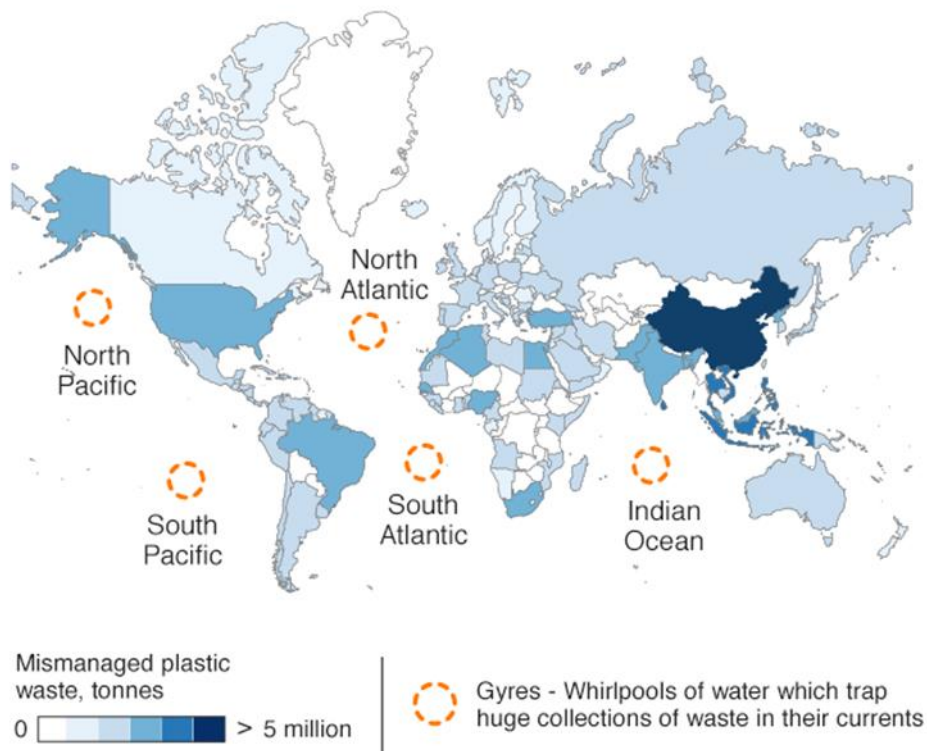 North
Atlantic
North
Pacific
South
Pacific
South
Atlantic
Indian
Ocean
Mismanaged plastic
waste, tonnes
0 > 5 million
Gyres - Whirlpools of water which trap
huge collections of waste in their currents